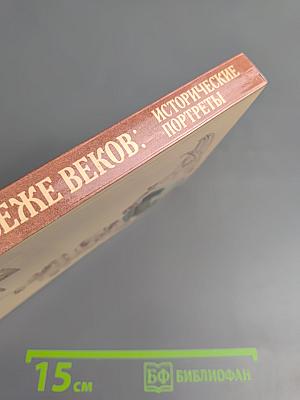 ЕЖЕ ВЕКОВ:
ИСТОРИЧЕСКИЕ
ПОРТРЕТЫ
15 см
БФ БИБЛИОФАН